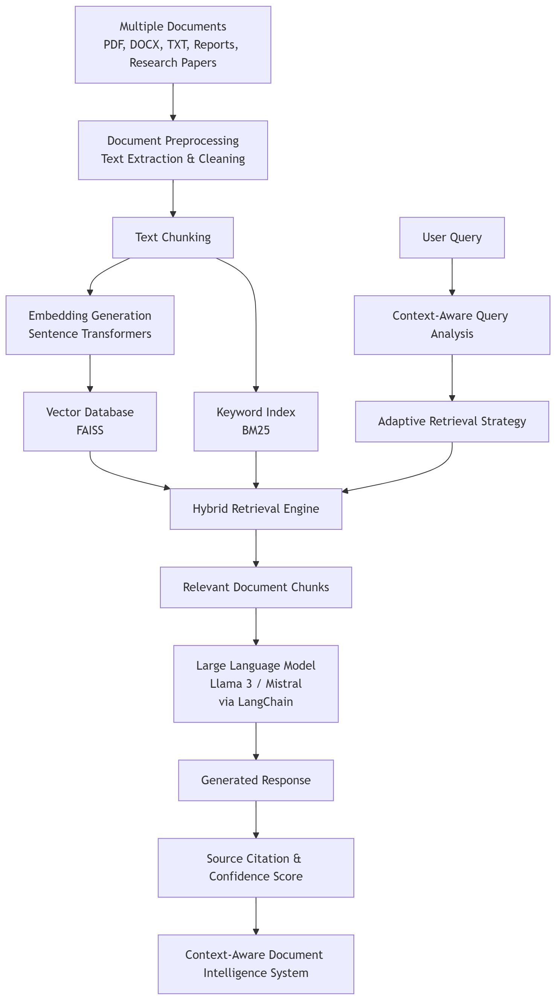 Multiple Documents
PDF, DOCX, TXT, Reports,
Research Papers
Document Preprocessing
Text Extraction & Cleaning
Text Chunking
User Query
Embedding Generation
Sentence Transformers
Context-Aware Query
Analysis
Vector Database
FAISS
Keyword Index
BM25
Adaptive Retrieval Strategy
Hybrid Retrieval Engine
Relevant Document Chunks
Large Language Model
Llama 3 / Mistral
via LangChain
Generated Response
Source Citation &
Confidence Score
Context-Aware Document
Intelligence System